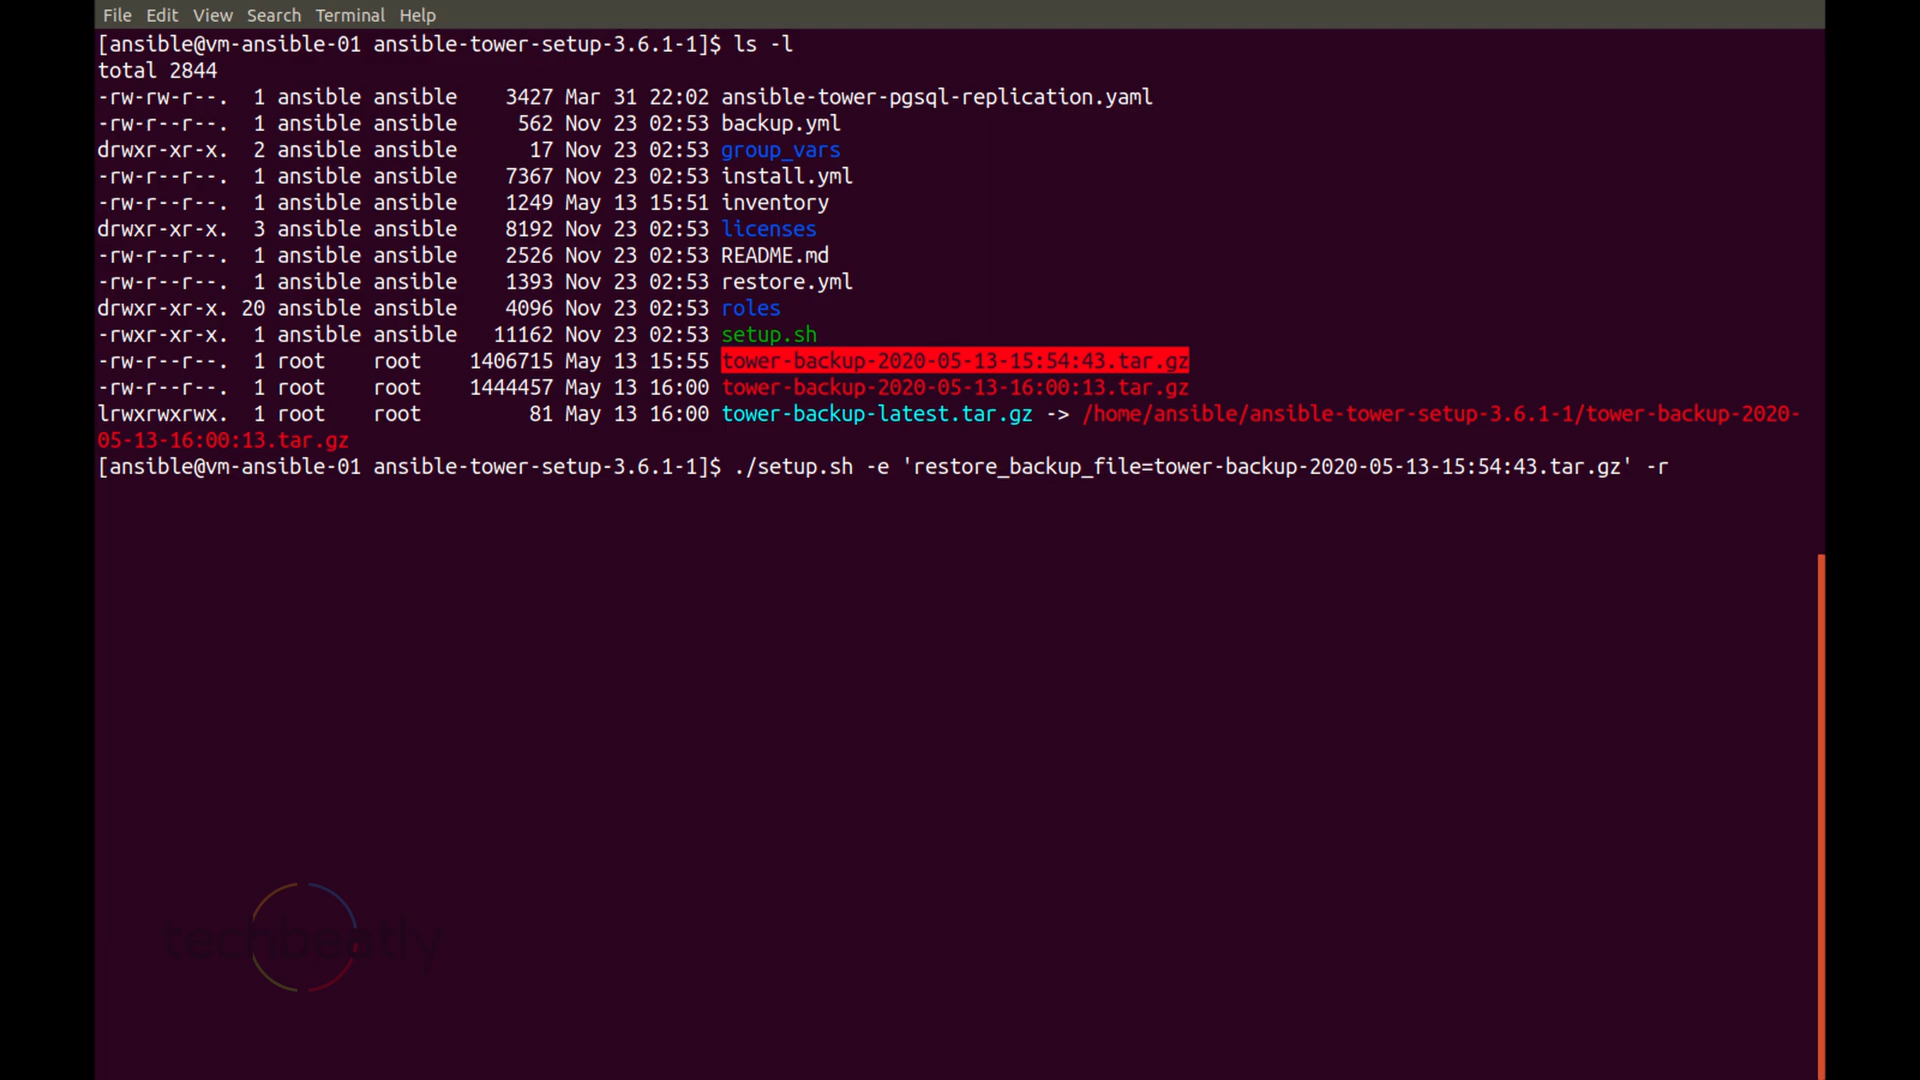 File Edit View Search Terminal Help
[ansible@vm-ansible-01 ansible-tower-setup-3.6.1-1]$ ls -l
total 2844
-rw-rw-r--.  1 ansible ansible    3427 Mar 31 22:02 ansible-tower-pgsql-replication.yaml
-rw-r--r--.  1 ansible ansible     562 Nov 23 02:53 backup.yml
drwxr-xr-x.  2 ansible ansible      17 Nov 23 02:53 group_vars
-rw-r--r--.  1 ansible ansible    7367 Nov 23 02:53 install.yml
-rw-r--r--.  1 ansible ansible    1249 May 13 15:51 inventory
drwxr-xr-x.  3 ansible ansible    8192 Nov 23 02:53 licenses
-rw-r--r--.  1 ansible ansible    2526 Nov 23 02:53 README.md
-rw-r--r--.  1 ansible ansible    1393 Nov 23 02:53 restore.yml
drwxr-xr-x. 20 ansible ansible    4096 Nov 23 02:53 roles
-rwxr-xr-x.  1 ansible ansible   11162 Nov 23 02:53 setup.sh
-rw-r--r--.  1 root    root    1406715 May 13 15:55 tower-backup-2020-05-13-15:54:43.tar.gz
-rw-r--r--.  1 root    root    1444457 May 13 16:00 tower-backup-2020-05-13-16:00:13.tar.gz
lrwxrwxrwx.  1 root    root         81 May 13 16:00 tower-backup-latest.tar.gz -> /home/ansible/ansible-tower-setup-3.6.1-1/tower-backup-2020-
05-13-16:00:13.tar.gz
[ansible@vm-ansible-01 ansible-tower-setup-3.6.1-1]$ ./setup.sh -e 'restore_backup_file=tower-backup-2020-05-13-15:54:43.tar.gz' -r
techbeatly